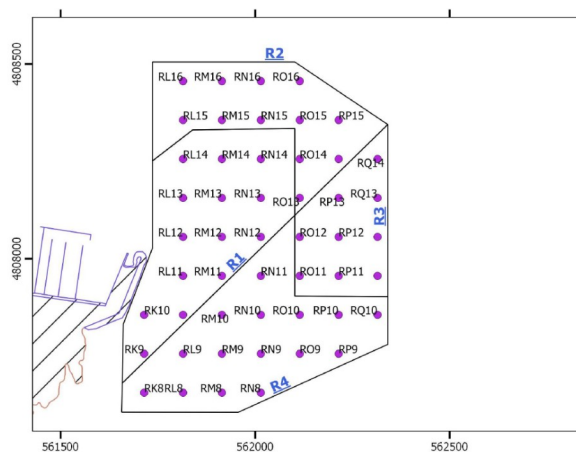 R2
4808500
RL16 RM16 RN16 RO16
RL15 RM15 RN15 RO15 RP15
RL14 RM14 RN14 RO14 RQ14
RL13 RM13 RN13 RO13 RP13 RQ13
R3
RL12 RM12 RN12 RO12 RP12
4808000
R1
RL11 RM11 RN11 RO11 RP11
RK10 RM10 RN10 RO10 RP10 RQ10
RK9 RL9 RM9 RN9 RO9 RP9
RK8 RL8 RM8 RN8 R4
561500 562000 562500